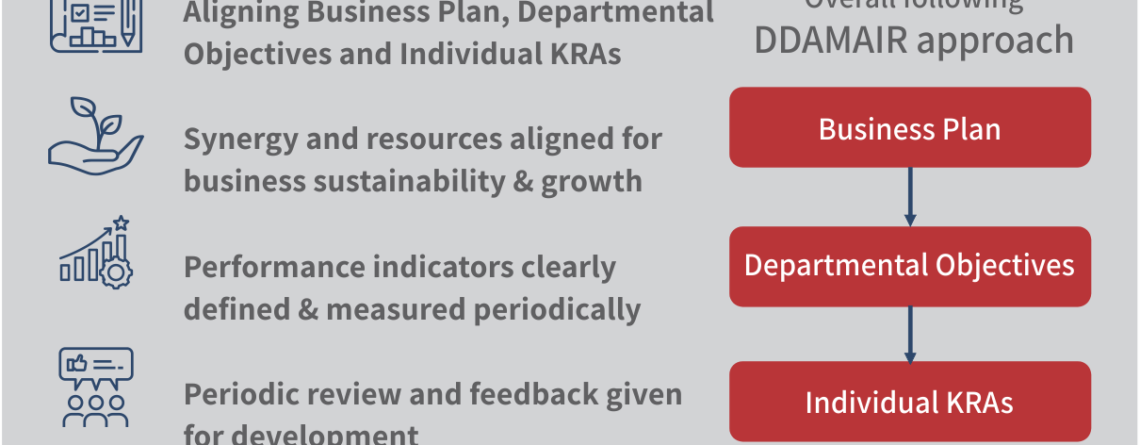 Aligning Business Plan, Departmental
Objectives and Individual KRAs
Synergy and resources aligned for
business sustainability & growth
Performance indicators clearly
defined & measured periodically
Periodic review and feedback given
for development
Overall following
DDAMAIR approach
Business Plan
Departmental Objectives
Individual KRAs